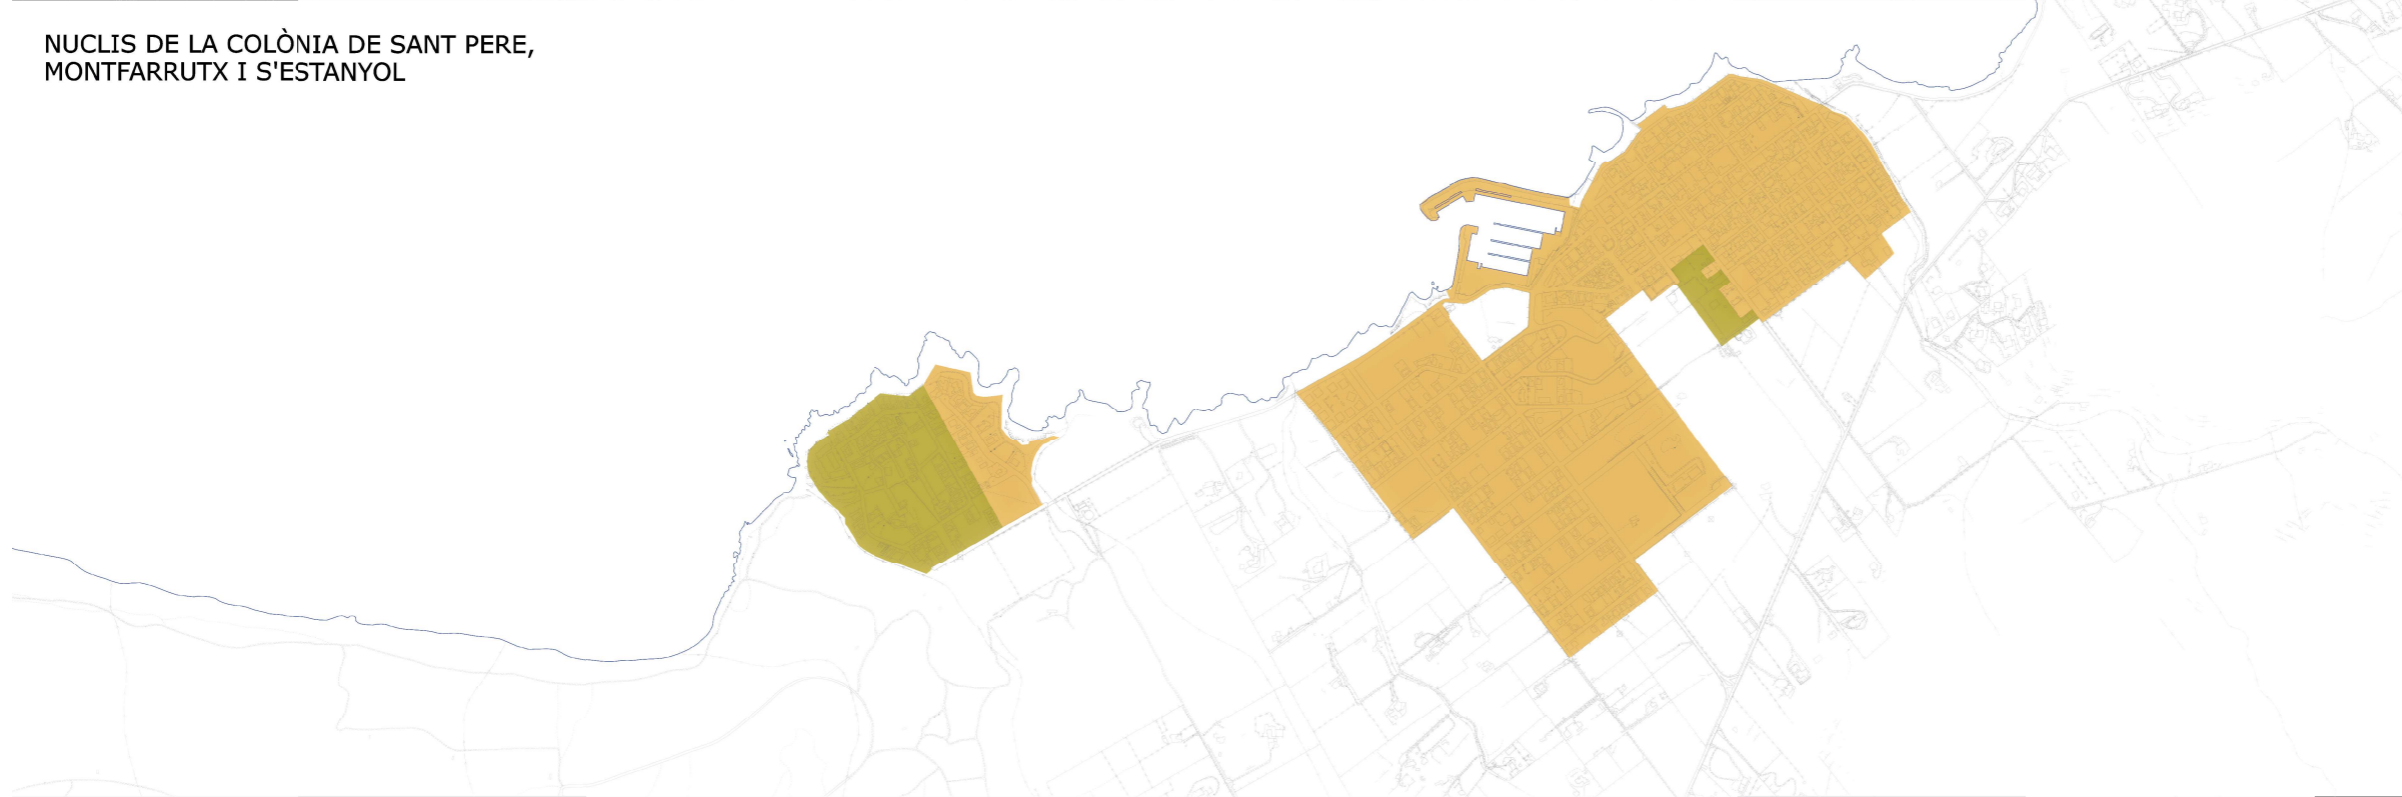 NUCLIS DE LA COLÒNIA DE SANT PERE,
MONTFARRUTX I S'ESTANYOL